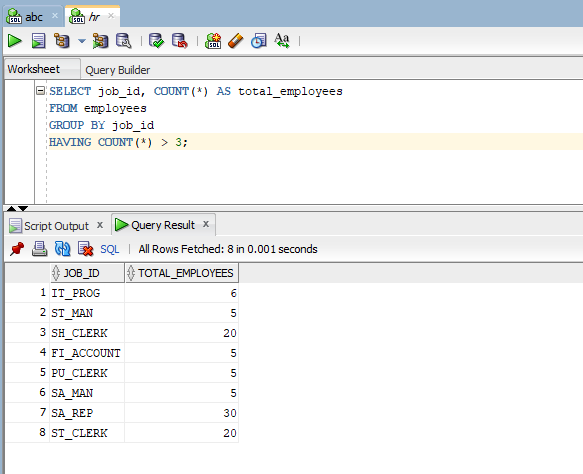 abc hr
Worksheet Query Builder
SELECT job_id, COUNT(*) AS total_employees
FROM employees
GROUP BY job_id
HAVING COUNT(*) > 3;
Script Output Query Result
SQL All Rows Fetched: 8 in 0.001 seconds
JOB_ID TOTAL_EMPLOYEES
1 IT_PROG 6
2 ST_MAN 5
3 SH_CLERK 20
4 FI_ACCOUNT 5
5 PU_CLERK 5
6 SA_MAN 5
7 SA_REP 30
8 ST_CLERK 20